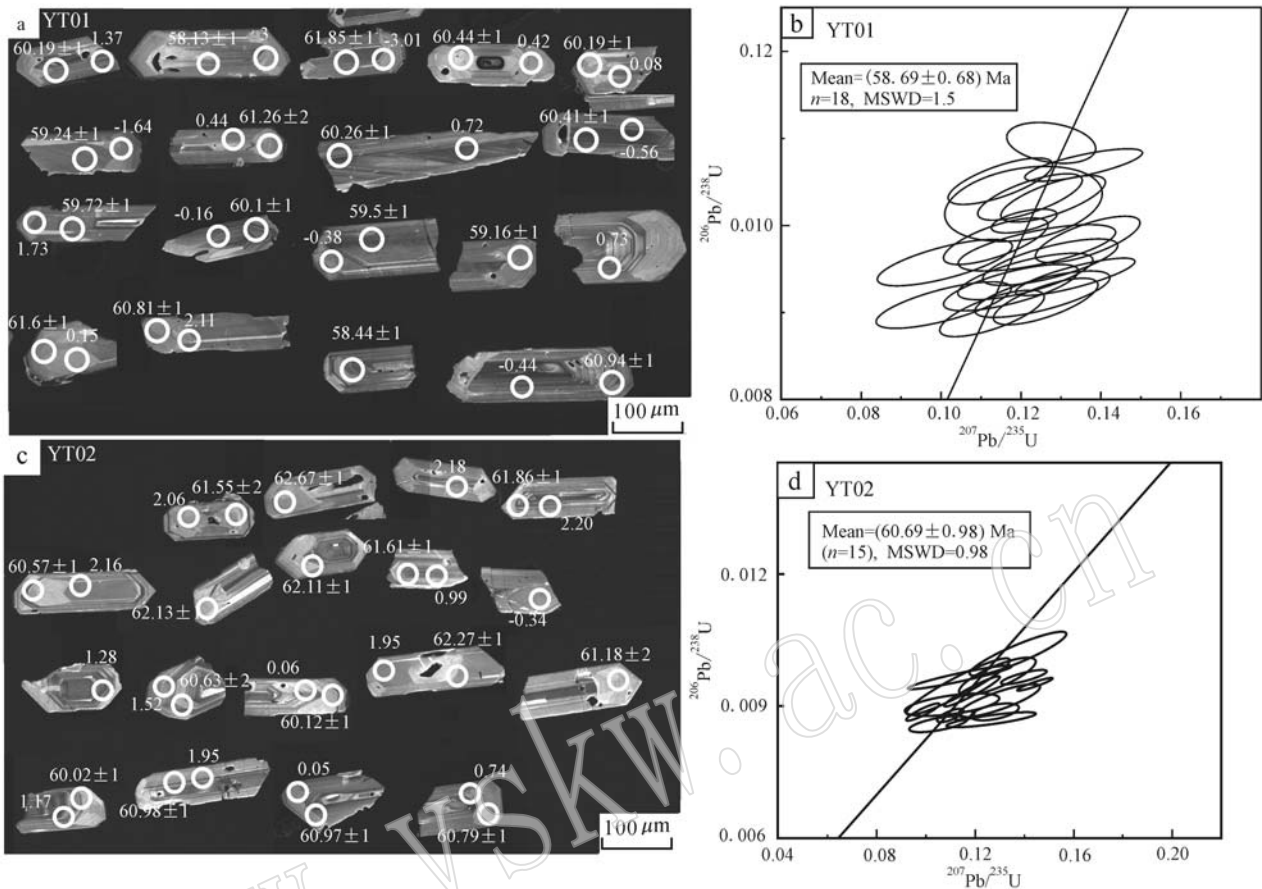 a YT01
60.19±1 1.37 58.13±1 3 61.85±1 -3.01 60.44±1 0.42 60.19±1 0.08
59.24±1 -1.64 0.44 61.26±2 60.26±1 0.72 60.41±1 -0.56
1.73 59.72±1 -0.16 60.1±1 -0.38 59.5±1 59.16±1 0.73
61.6±1 0.15 60.81±1 2.11 58.44±1 -0.44 60.94±1
100 μm
b YT01
Mean=(58.69±0.68) Ma
n=18, MSWD=1.5
0.12
0.010
0.008
206Pb/238U
0.06 0.10 0.12 0.14 0.16
207Pb/235U
c YT02
2.06 61.55±2 62.67±1 2.18 61.86±1 2.20
60.57±1 2.16 62.13±1 62.11±1 61.61±1 0.99 -0.34
1.28 1.52 60.63±2 0.06 60.12±1 1.95 62.27±1 61.18±2
60.02±1 1.17 60.98±1 1.95 0.05 60.97±1 0.74 60.79±1
100 μm
d YT02
Mean=(60.69±0.98) Ma
(n=15), MSWD=0.98
0.012
0.009
0.006
206Pb/238U
0.04 0.08 0.12 0.16 0.20
207Pb/235U
vskw.ac.cn